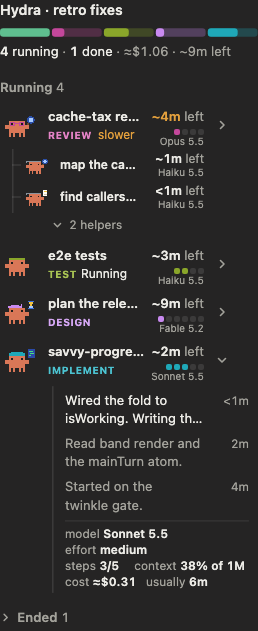 Hydra · retro fixes
4 running · 1 done · ≈$1.06 · ~9m left
Running 4
cache-tax re... ~4m left
REVIEW slower
Opus 5.5
map the ca... ~1m left
Haiku 5.5
find callers... <1m left
Haiku 5.5
2 helpers
e2e tests ~3m left
TEST Running
Haiku 5.5
plan the rele... ~9m left
DESIGN
Fable 5.2
savvy-progre... ~2m left
IMPLEMENT
Sonnet 5.5
Wired the fold to <1m
isWorking. Writing th...
Read band render and 2m
the mainTurn atom.
Started on the 4m
twinkle gate.
model Sonnet 5.5
effort medium
steps 3/5 context 38% of 1M
cost ≈$0.31 usually 6m
Ended 1